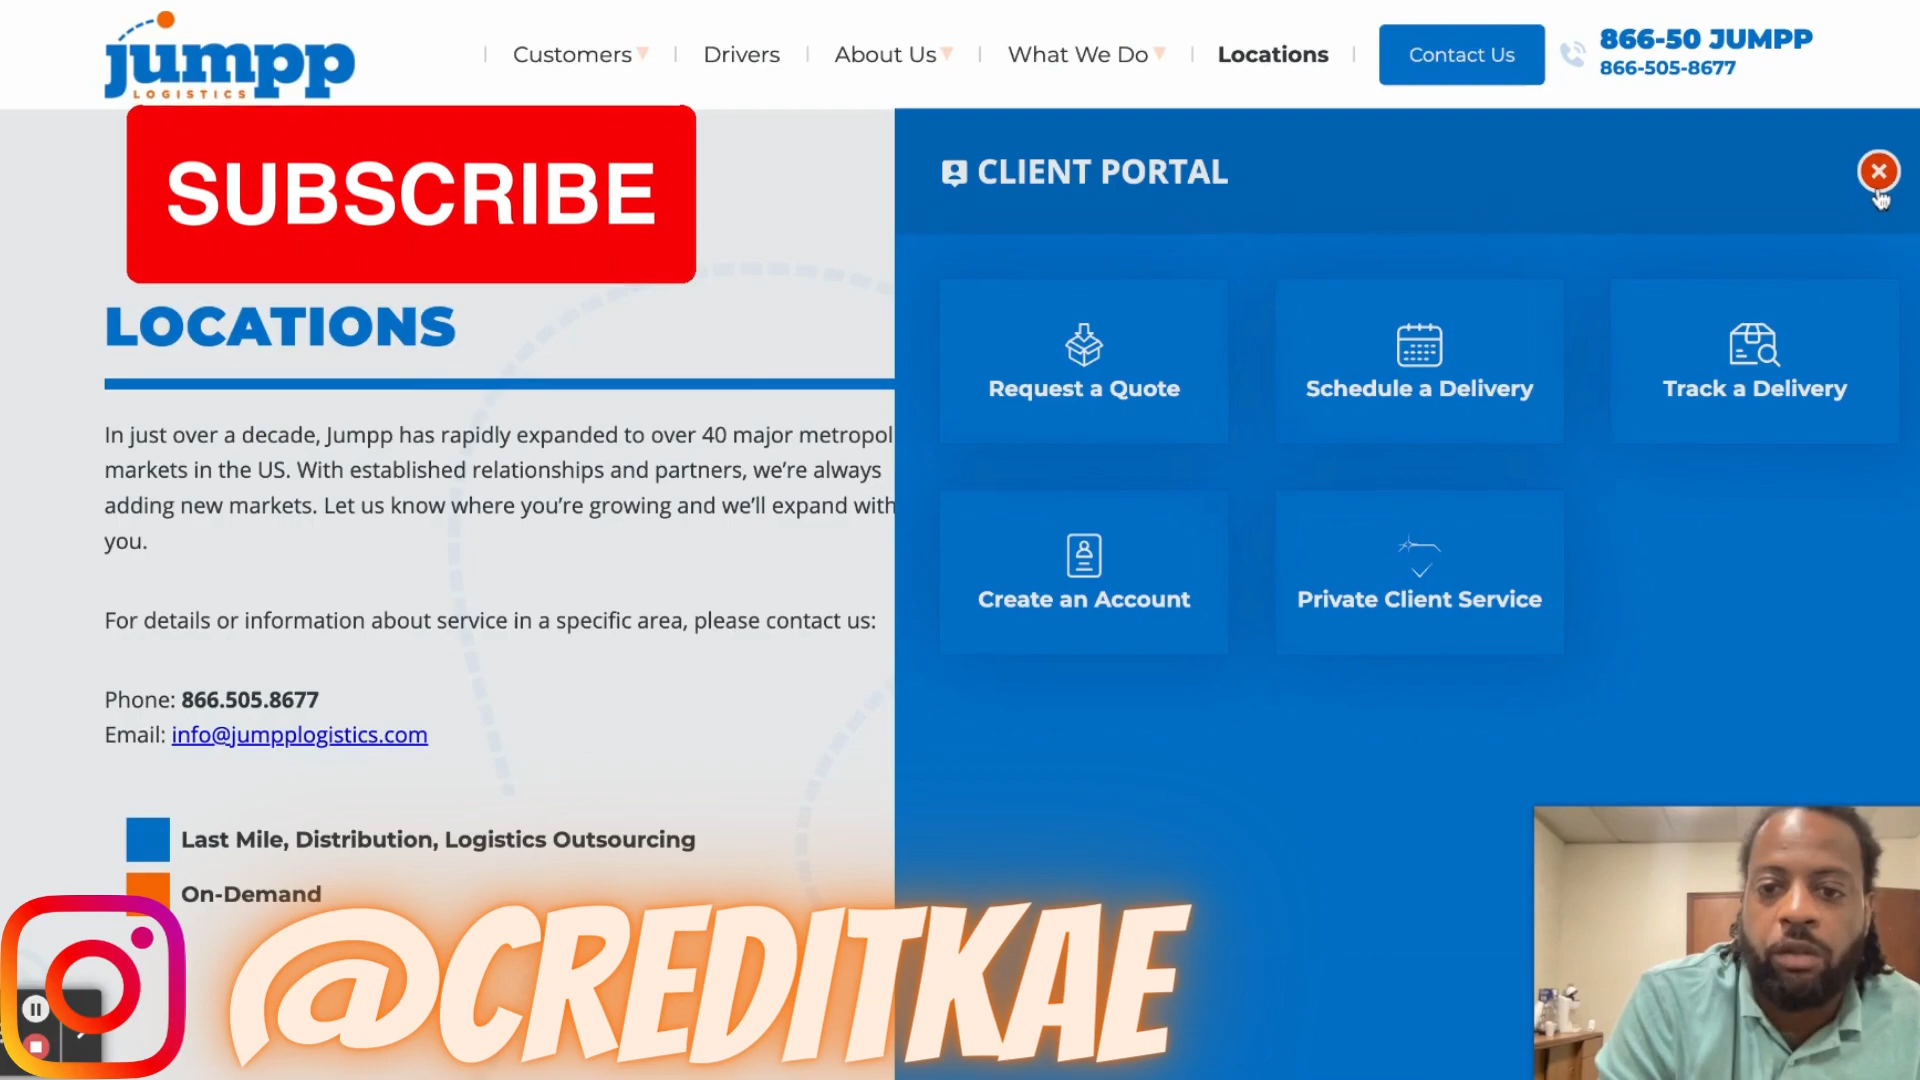 jumpp
LOGISTICS
Customers
Drivers
About Us
What We Do
Locations
Contact Us
866-50 JUMPP
866-505-8677
SUBSCRIBE
LOCATIONS
In just over a decade, Jumpp has rapidly expanded to over 40 major metropol
markets in the US. With established relationships and partners, we’re always
adding new markets. Let us know where you’re growing and we’ll expand with
you.
For details or information about service in a specific area, please contact us:
Phone: 866.505.8677
Email: info@jumpplogistics.com
Last Mile, Distribution, Logistics Outsourcing
On-Demand
@CREDITKAE
CLIENT PORTAL
Request a Quote
Schedule a Delivery
Track a Delivery
Create an Account
Private Client Service